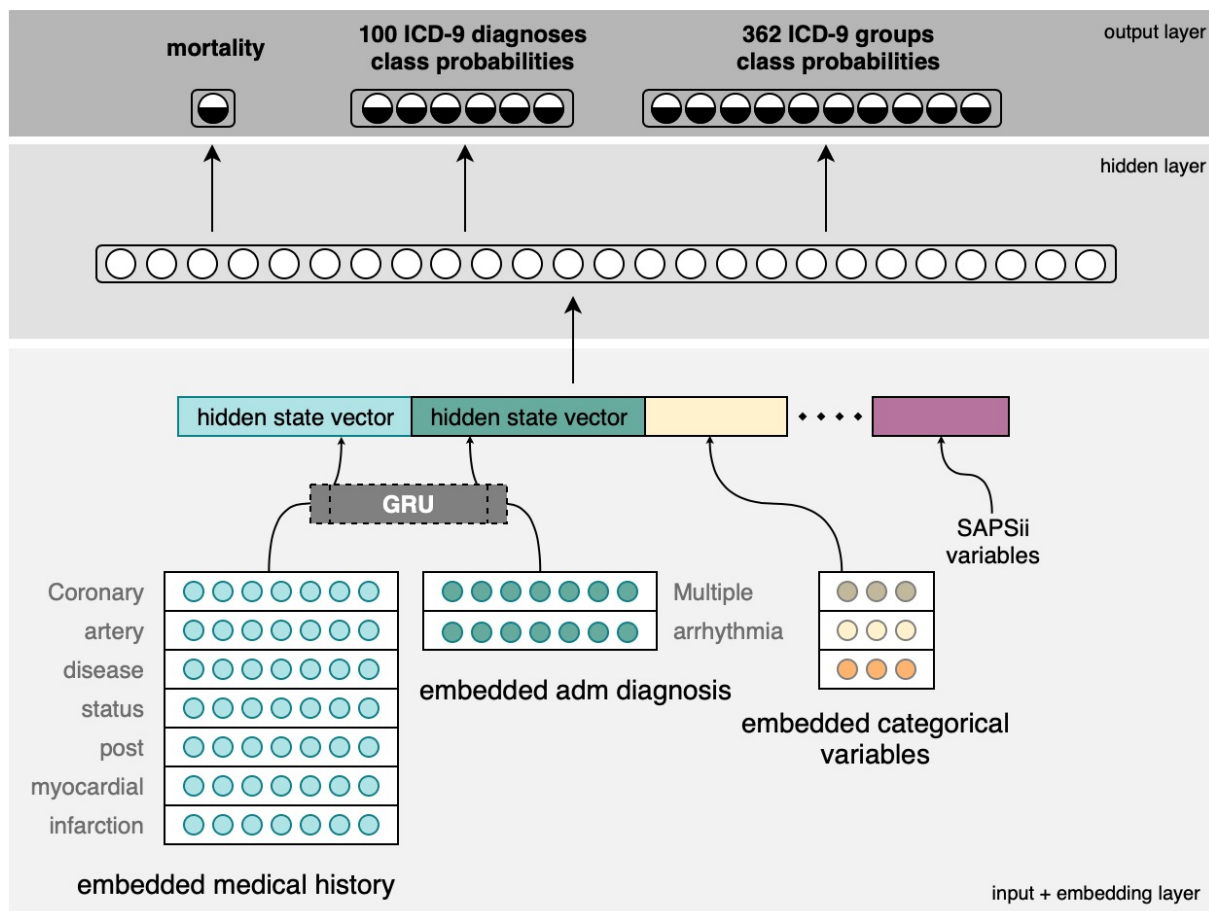 mortality
100 ICD-9 diagnoses
class probabilities
362 ICD-9 groups
class probabilities
output layer
hidden layer
hidden state vector
hidden state vector
GRU
SAPSii
variables
Coronary
artery
disease
status
post
myocardial
infarction
embedded medical history
Multiple
arrhythmia
embedded adm diagnosis
embedded categorical
variables
input + embedding layer